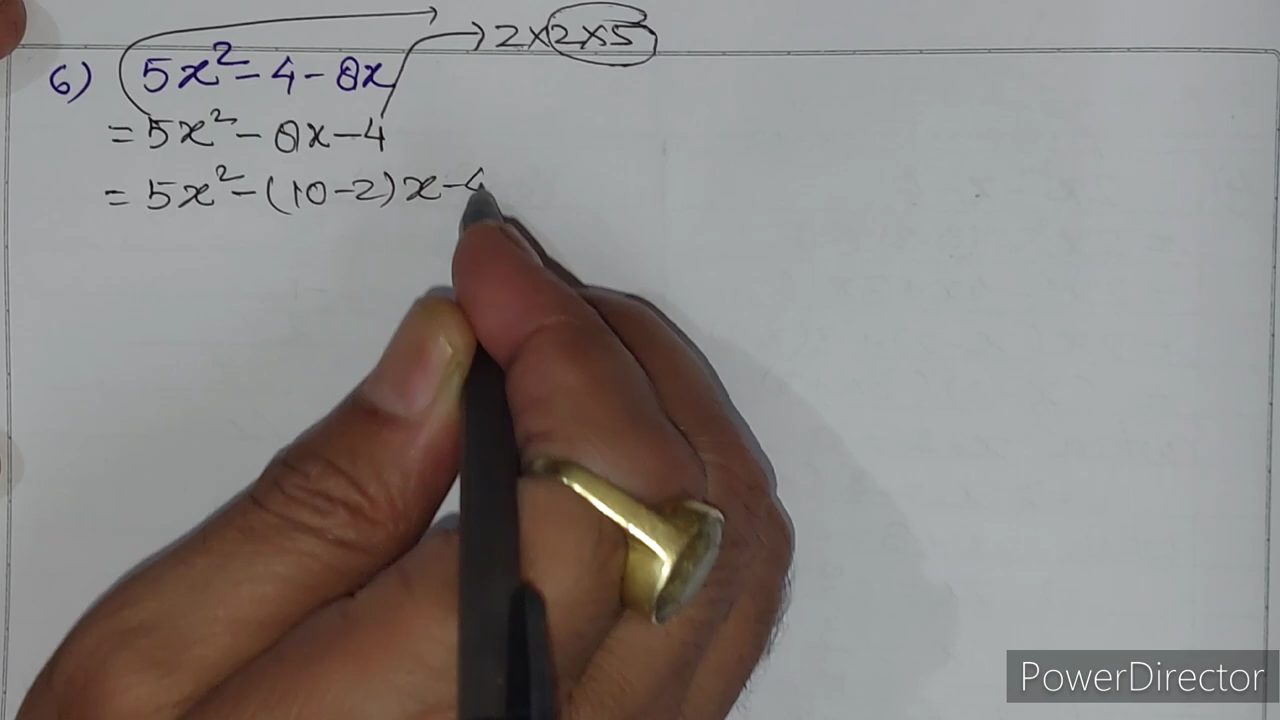 → 2×2×5
6) 5x² - 4 - 8x
= 5x² - 8x - 4
= 5x² - (10-2)x - 4
PowerDirector